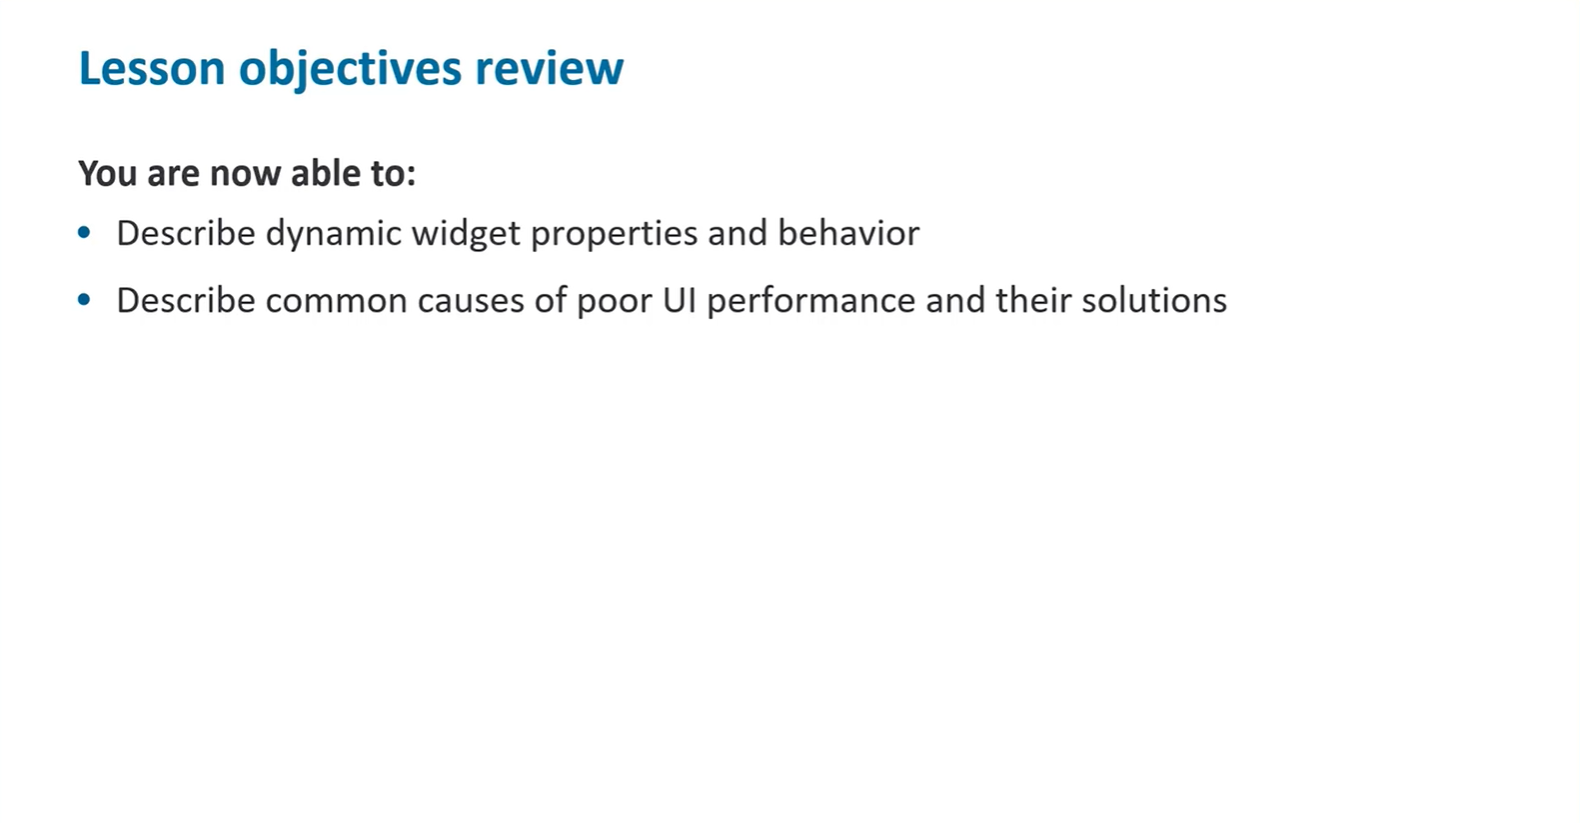 Lesson objectives review
You are now able to:
• Describe dynamic widget properties and behavior
• Describe common causes of poor UI performance and their solutions